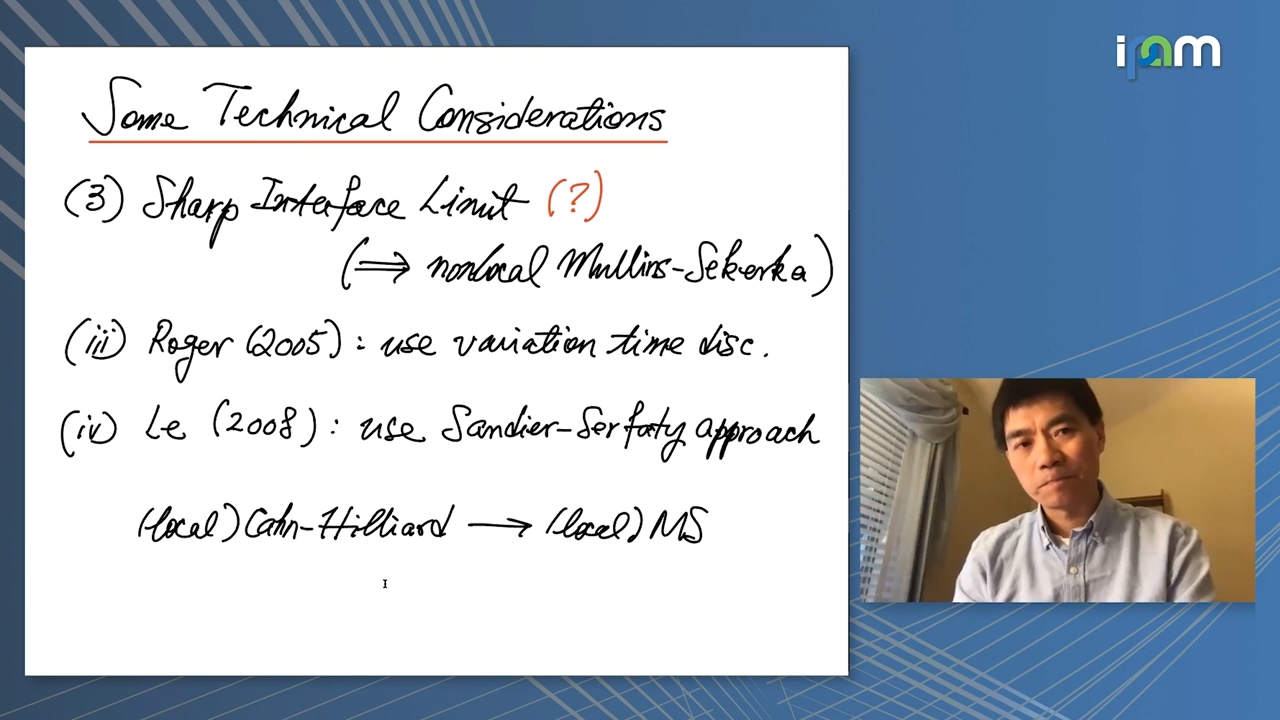 ipam
Some Technical Considerations
(3) Sharp Interface Limit (?)
(⟹ nonlocal Mullins-Sekerka)
(iii) Roger (2005) : use variation time disc.
(iv) Le (2008) : use Sandier-Serfaty approach
(local) Cahn-Hilliard ⟶ (local) MS